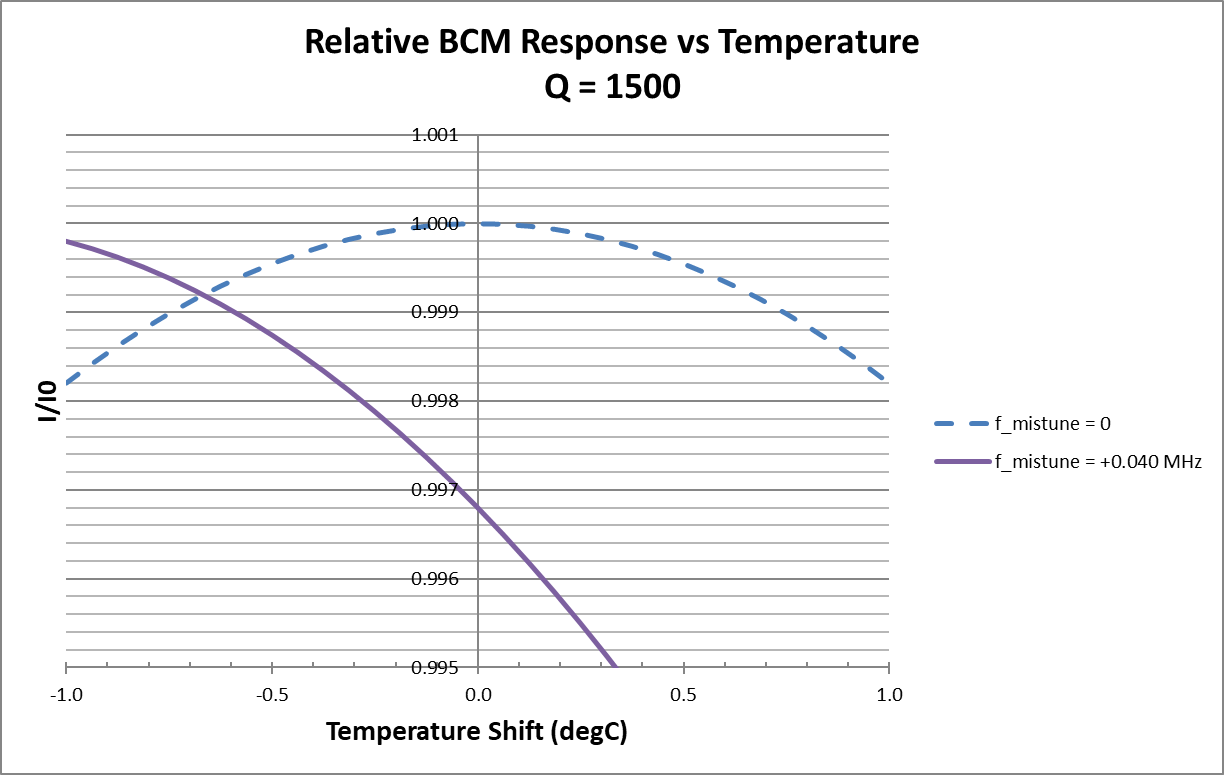 Relative BCM Response vs Temperature
Q = 1500
1.001
1.000
0.999
0.998
0.997
0.996
0.995
I/I0
-1.0
-0.5
0.0
0.5
1.0
Temperature Shift (degC)
f_mistune = 0
f_mistune = +0.040 MHz